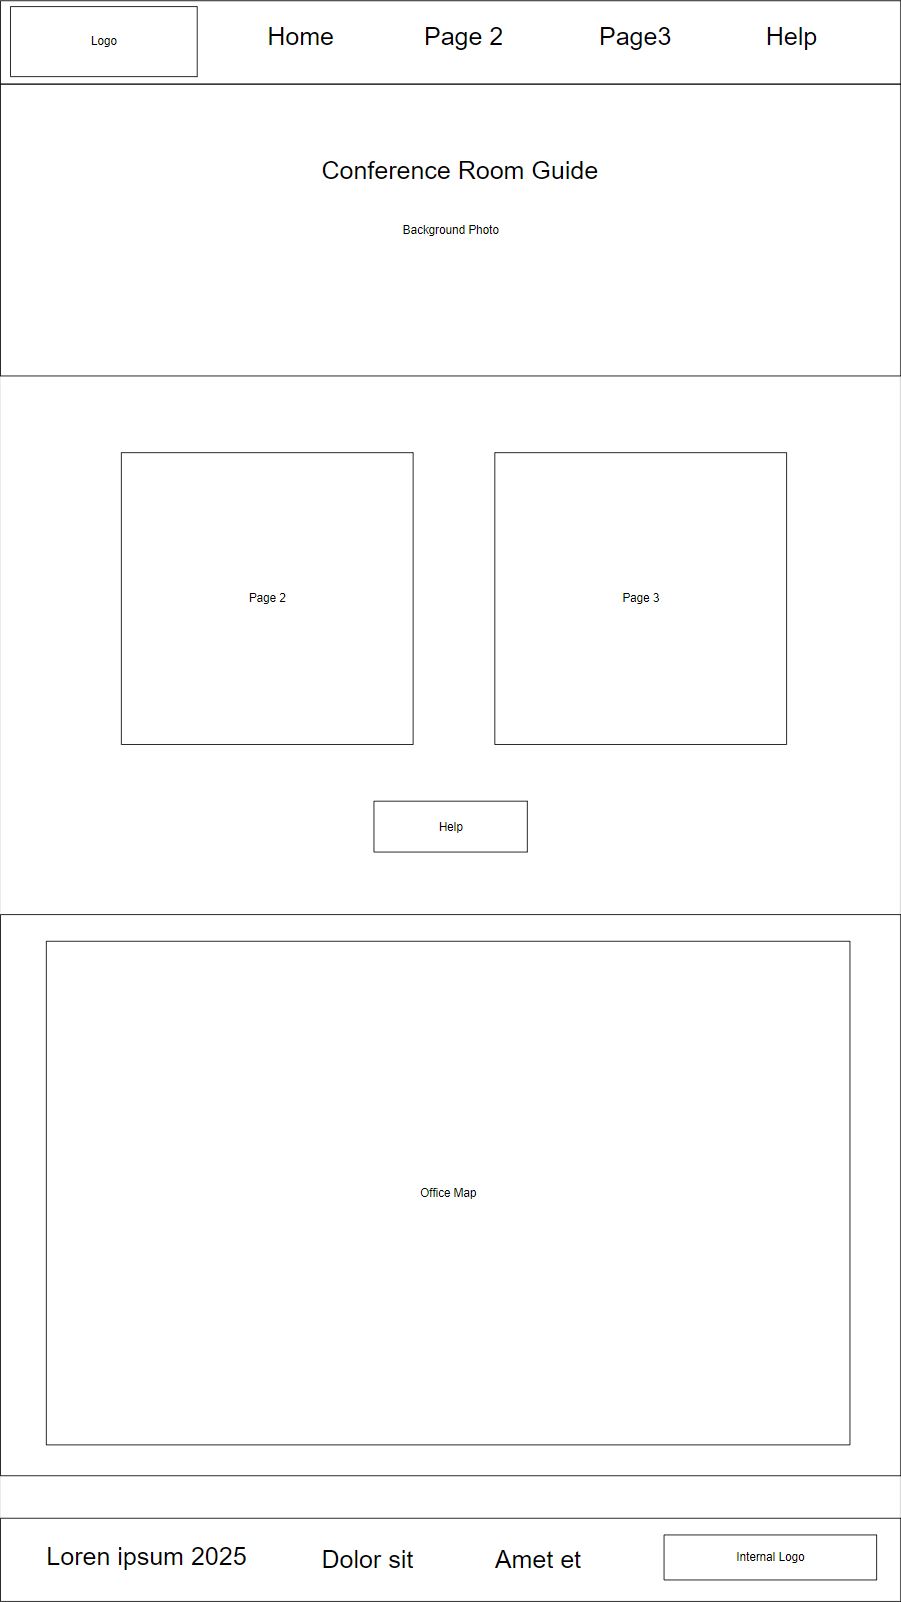 Logo
Home
Page 2
Page3
Help
Conference Room Guide
Background Photo
Page 2
Page 3
Help
Office Map
Loren ipsum 2025
Dolor sit
Amet et
Internal Logo